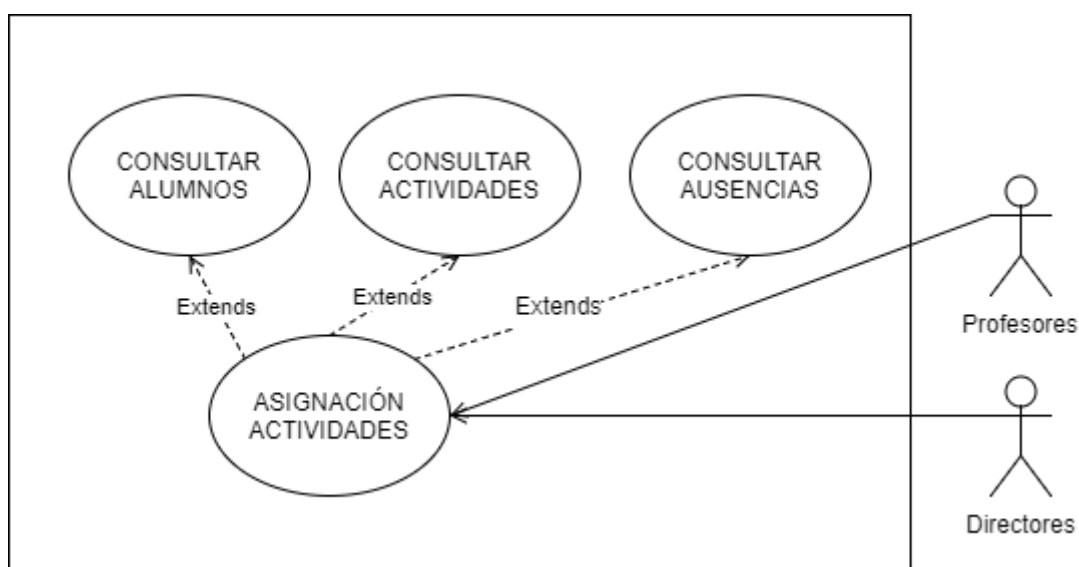 CONSULTAR
ALUMNOS
CONSULTAR
ACTIVIDADES
CONSULTAR
AUSENCIAS
Extends
Extends
Extends
Profesores
ASIGNACIÓN
ACTIVIDADES
Directores